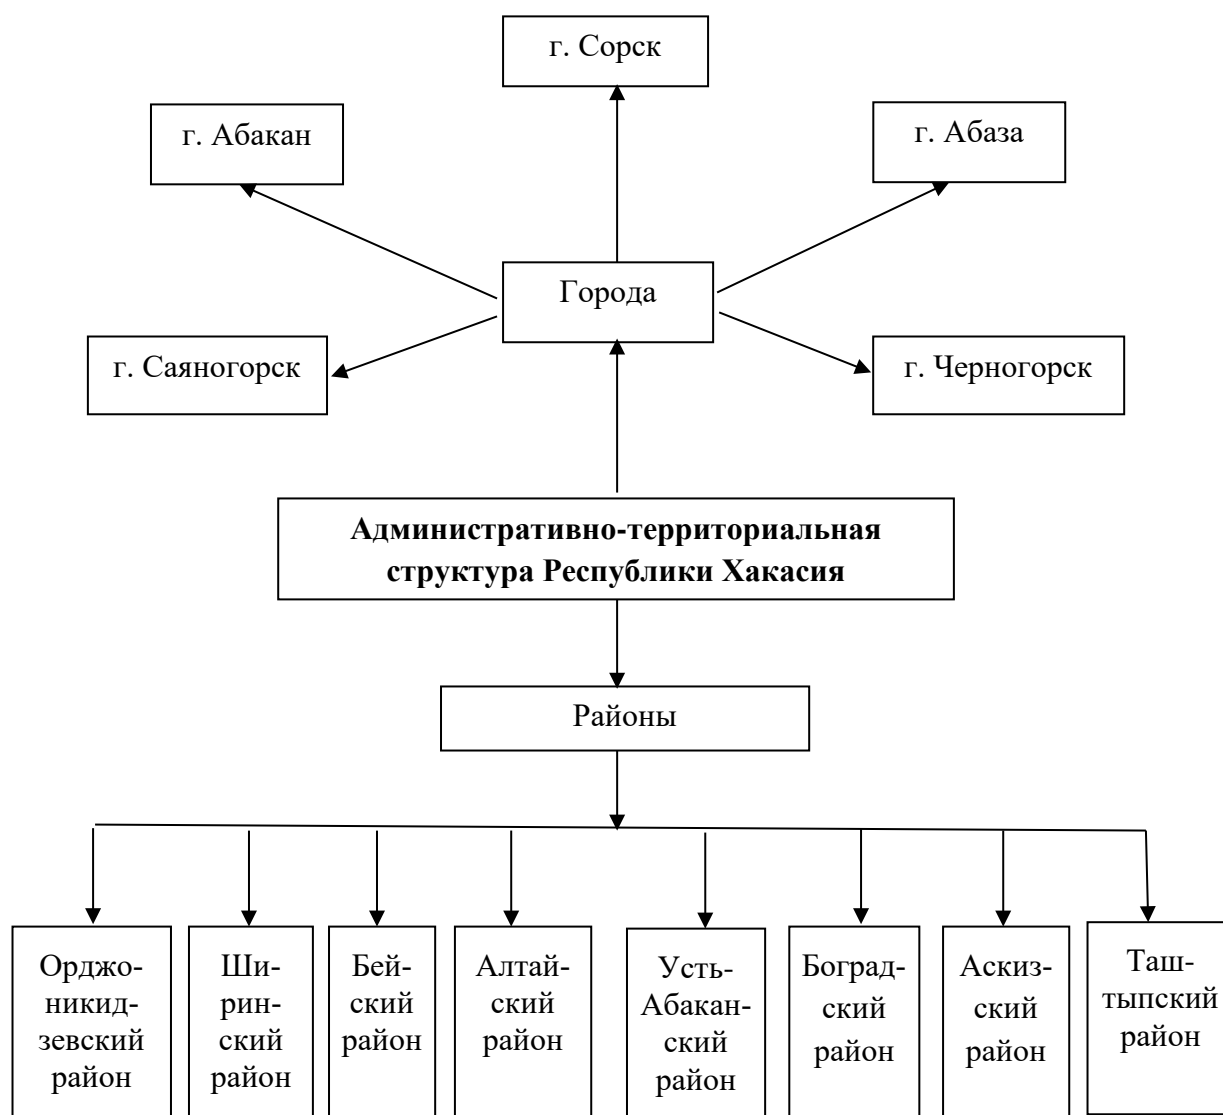 г. Сорск
г. Абакан
г. Абаза
Города
г. Саяногорск
г. Черногорск
Административно-территориальная
структура Республики Хакасия
Районы
Орджо-
никид-
зевский
район
Ши-
рин-
ский
район
Бей-
ский
район
Алтай-
ский
район
Усть-
Абакан-
ский
район
Боград-
ский
район
Аскиз-
ский
район
Таш-
тыпский
район